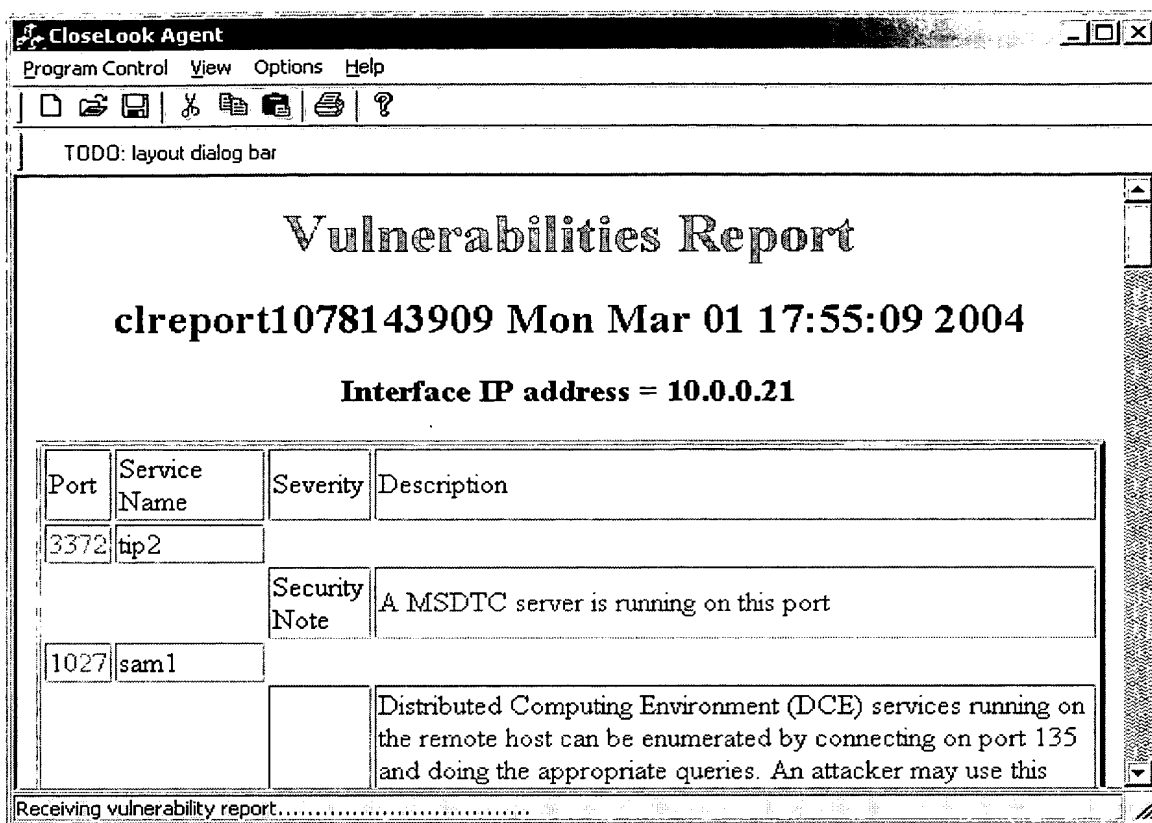 CloseLook Agent
Program Control View Options Help
TODO: layout dialog bar
Vulnerabilities Report
clreport1078143909 Mon Mar 01 17:55:09 2004
Interface IP address = 10.0.0.21
Port Service Name Severity Description
3372 tip2
Security Note A MSDTC server is running on this port
1027 sam1
Distributed Computing Environment (DCE) services running on
the remote host can be enumerated by connecting on port 135
and doing the appropriate queries. An attacker may use this
Receiving vulnerability report..................................